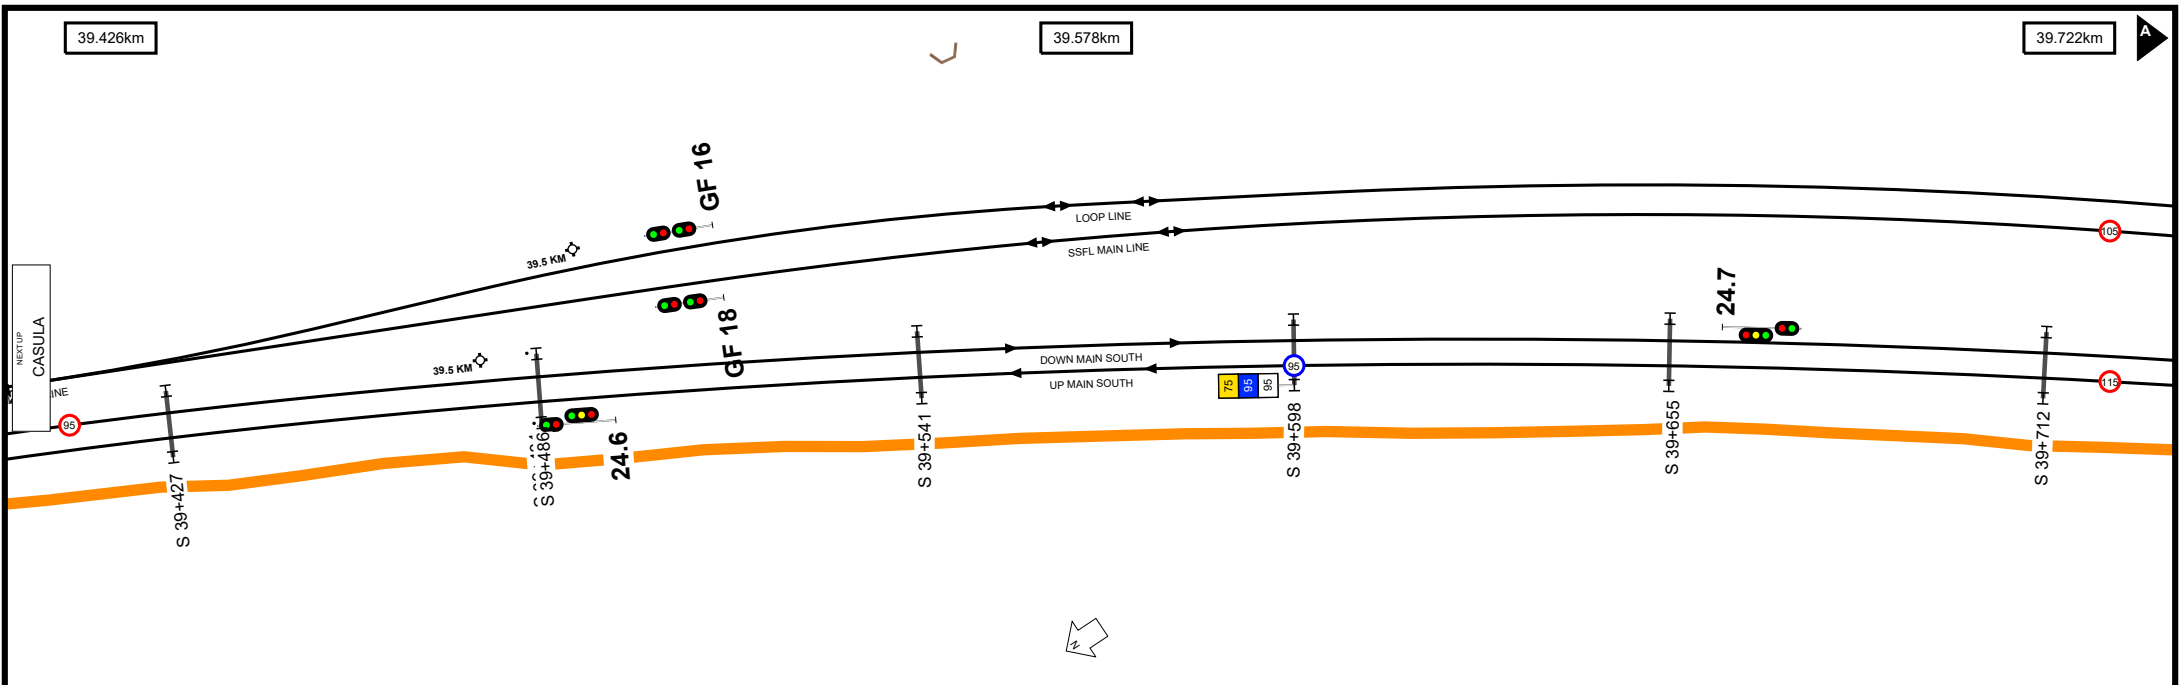 39.426km
39.578km
39.722km
A
GF 16
39.5 KM
LOOP LINE
SSFL MAIN LINE
105
NEXT UP
CASULA
INE
GF 18
24.7
39.5 KM
DOWN MAIN SOUTH
UP MAIN SOUTH
95
75
95
95
95
115
24.6
S 39+427
S 39+486
S 39+541
S 39+598
S 39+655
S 39+712
N